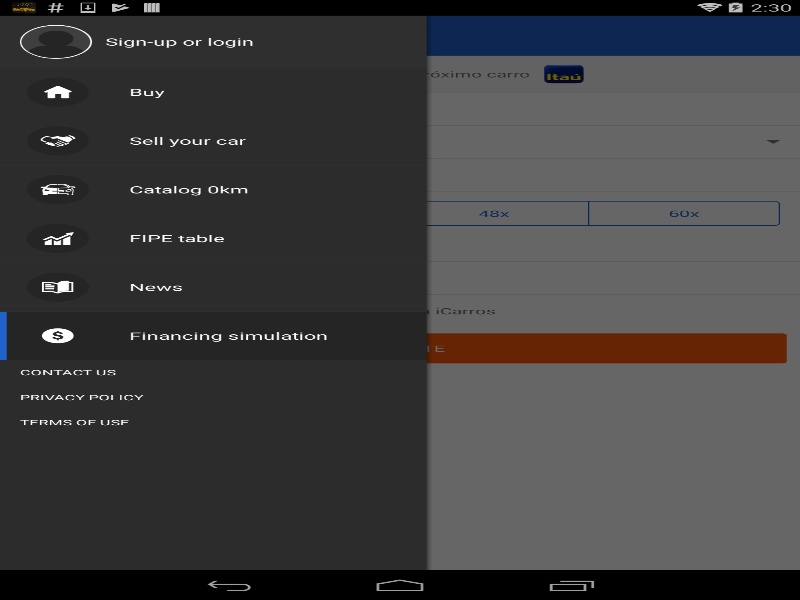 2:30
Sign-up or login
róximo carro Itaú
Buy
Sell your car
Catalog 0km
48x 60x
FIPE table
News
iCarros
Financing simulation
CONTACT US
PRIVACY POLICY
TERMS OF USE